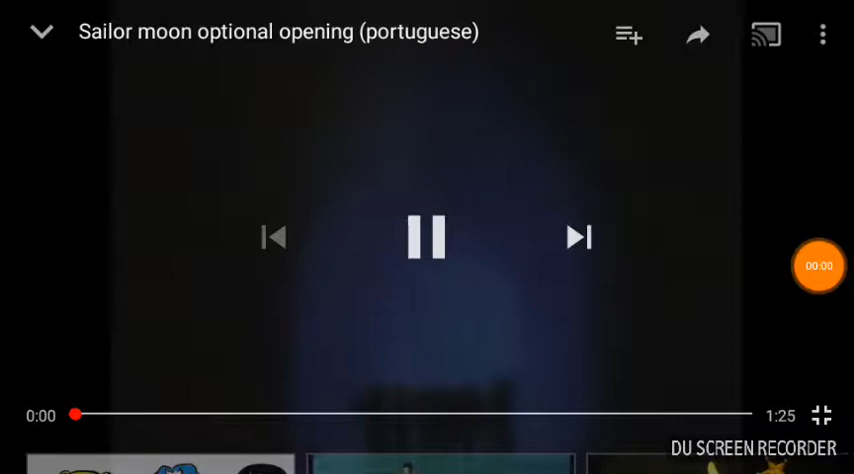 Sailor moon optional opening (portuguese)
00:00
0:00
1:25
DU SCREEN RECORDER